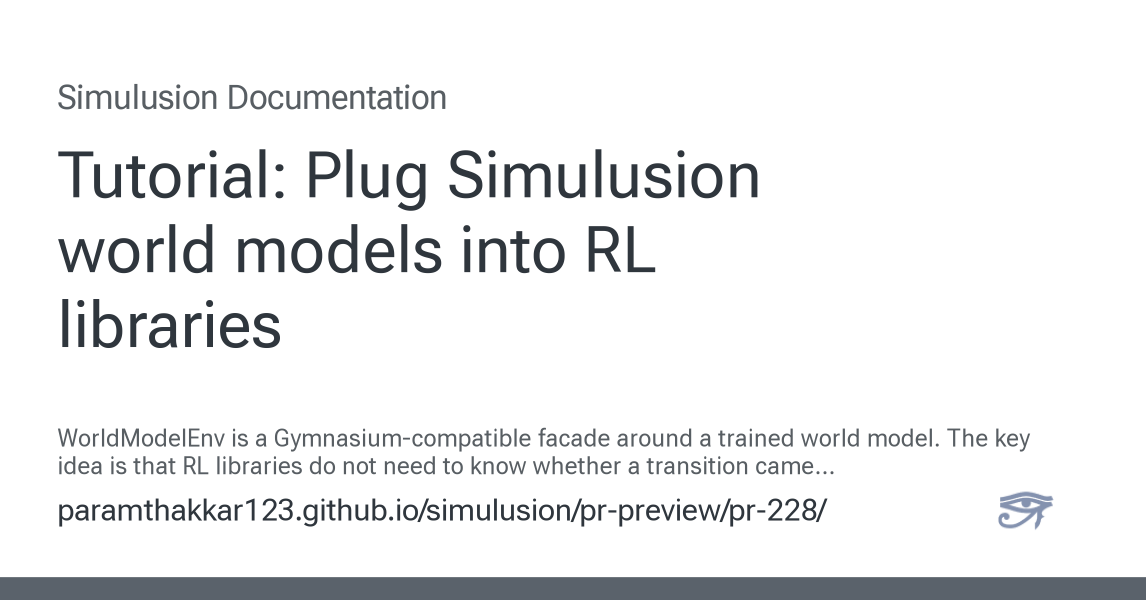 Simulusion Documentation
Tutorial: Plug Simulusion
world models into RL
libraries
WorldModelEnv is a Gymnasium-compatible facade around a trained world model. The key
idea is that RL libraries do not need to know whether a transition came...
paramthakkar123.github.io/simulusion/pr-preview/pr-228/